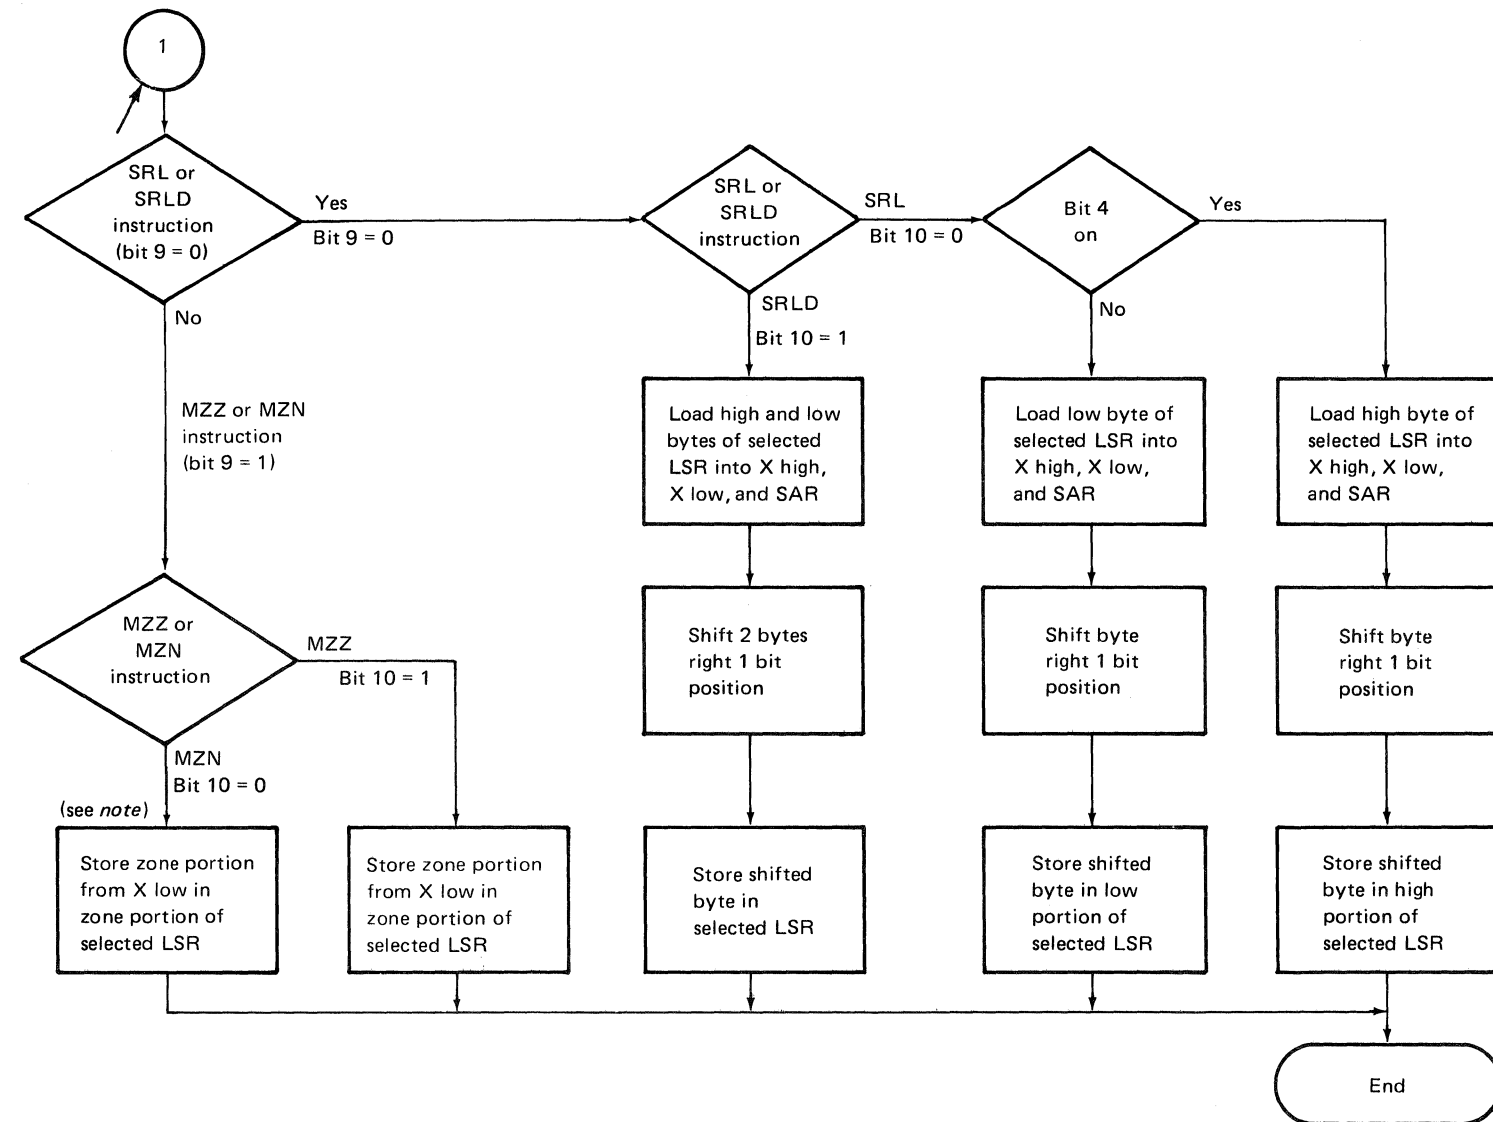 1
SRL or
SRLD
instruction
(bit 9 = 0)
Yes
Bit 9 = 0
No
SRL or
SRLD
instruction
SRL
Bit 10 = 0
SRLD
Bit 10 = 1
Bit 4
on
Yes
No
MZZ or MZN
instruction
(bit 9 = 1)
Load high and low
bytes of selected
LSR into X high,
X low, and SAR
Load low byte of
selected LSR into
X high, X low,
and SAR
Load high byte of
selected LSR into
X high, X low,
and SAR
MZZ or
MZN
instruction
MZZ
Bit 10 = 1
MZN
Bit 10 = 0
(see note)
Shift 2 bytes
right 1 bit
position
Shift byte
right 1 bit
position
Shift byte
right 1 bit
position
Store zone portion
from X low in
zone portion of
selected LSR
Store zone portion
from X low in
zone portion of
selected LSR
Store shifted
byte in
selected LSR
Store shifted
byte in low
portion of
selected LSR
Store shifted
byte in high
portion of
selected LSR
End